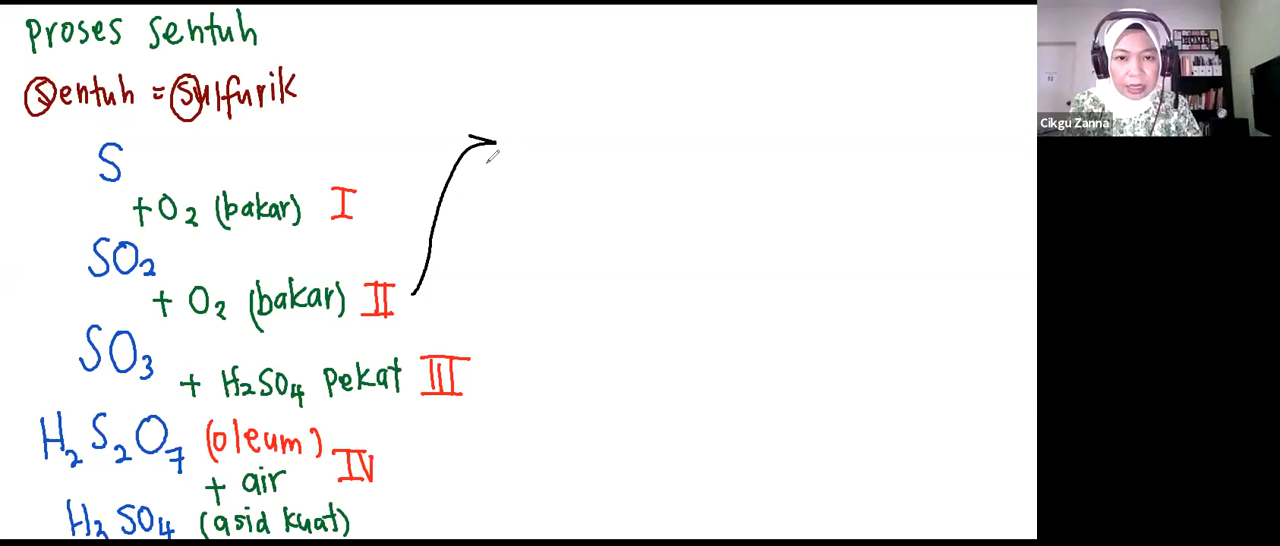 Proses Sentuh
Sentuh = Sulfurik
S
+ O₂ (bakar) I
SO₂
+ O₂ (bakar) II
SO₃
+ H₂SO₄ pekat III
H₂S₂O₇ (oleum)
IV
+ air
H₂SO₄ (asid kuat)
HOME
Cikgu Zanna